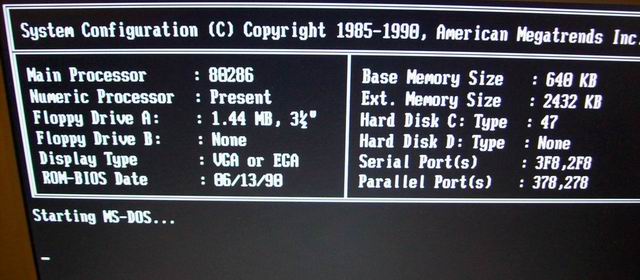 System Configuration (C) Copyright 1985-1990, American Megatrends Inc.
Main Processor : 80286 Base Memory Size : 640 KB
Numeric Processor : Present Ext. Memory Size : 2432 KB
Floppy Drive A: : 1.44 MB, 3½" Hard Disk C: Type : 47
Floppy Drive B: : None Hard Disk D: Type : None
Display Type : VGA or EGA Serial Port(s) : 3F8,2F8
ROM-BIOS Date : 06/13/90 Parallel Port(s) : 378,278
Starting MS-DOS...
_